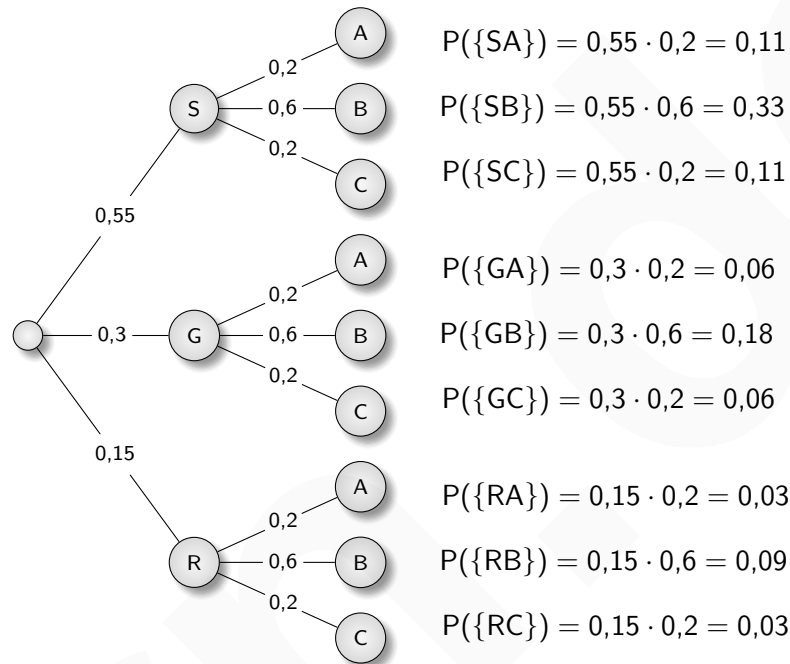 A
P({SA}) = 0,55 · 0,2 = 0,11
0,2
S
0,6
B
P({SB}) = 0,55 · 0,6 = 0,33
0,2
C
P({SC}) = 0,55 · 0,2 = 0,11
0,55
A
P({GA}) = 0,3 · 0,2 = 0,06
0,2
0,3
G
0,6
B
P({GB}) = 0,3 · 0,6 = 0,18
0,2
C
P({GC}) = 0,3 · 0,2 = 0,06
0,15
A
P({RA}) = 0,15 · 0,2 = 0,03
0,2
R
0,6
B
P({RB}) = 0,15 · 0,6 = 0,09
0,2
C
P({RC}) = 0,15 · 0,2 = 0,03